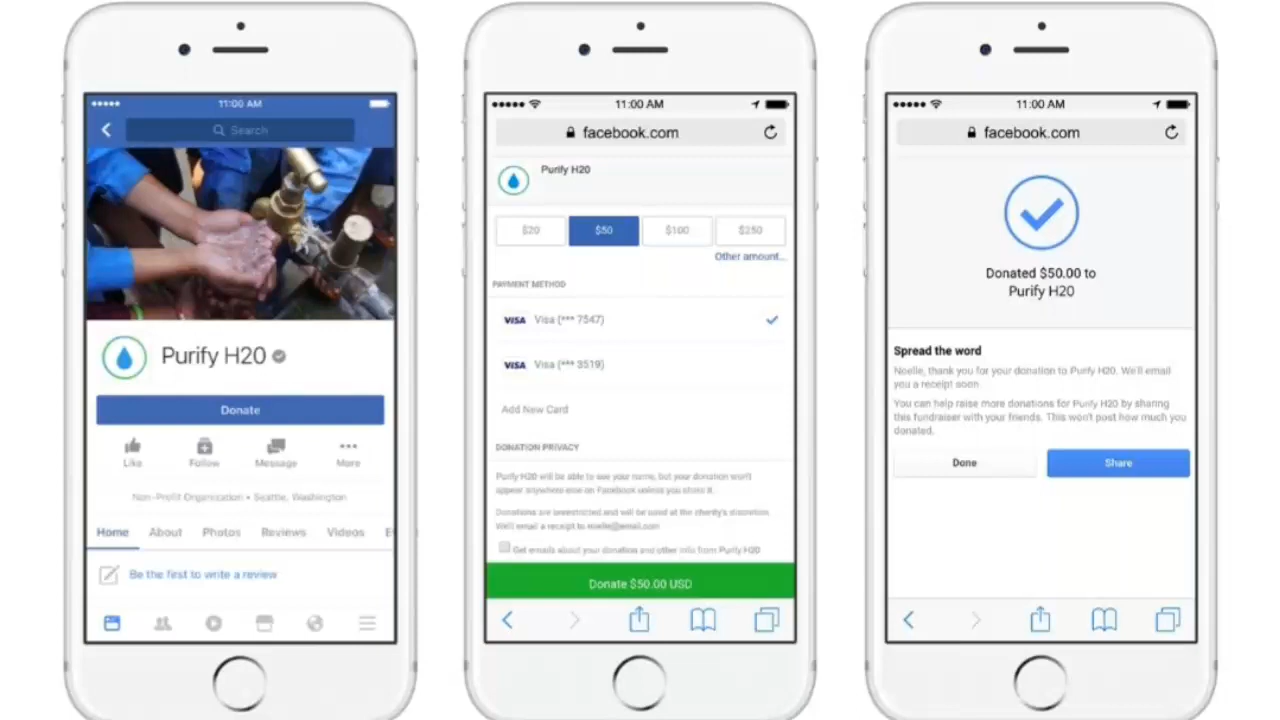 11:00 AM
Search
Purify H20
Donate
Like
Follow
Message
More
Non-Profit Organization • Seattle, Washington
Home
About
Photos
Reviews
Videos
Be the first to write a review
11:00 AM
facebook.com
Purify H20
$20
$50
$100
$250
Other amount...
PAYMENT METHOD
VISA Visa (*** 7547)
VISA Visa (*** 3519)
Add New Card
DONATION PRIVACY
Purify H20 will be able to see your name, but your donation won't
appear anywhere else on Facebook unless you share it.
Donations are unrestricted and will be used at the charity's discretion.
We'll email a receipt to noelle@email.com
Get emails about your donation and other info from Purify H20
Donate $50.00 USD
11:00 AM
facebook.com
Donated $50.00 to
Purify H20
Spread the word
Noelle, thank you for your donation to Purify H20. We'll email
you a receipt soon
You can help raise more donations for Purify H20 by sharing
this fundraiser with your friends. This won't post how much you
donated.
Done
Share